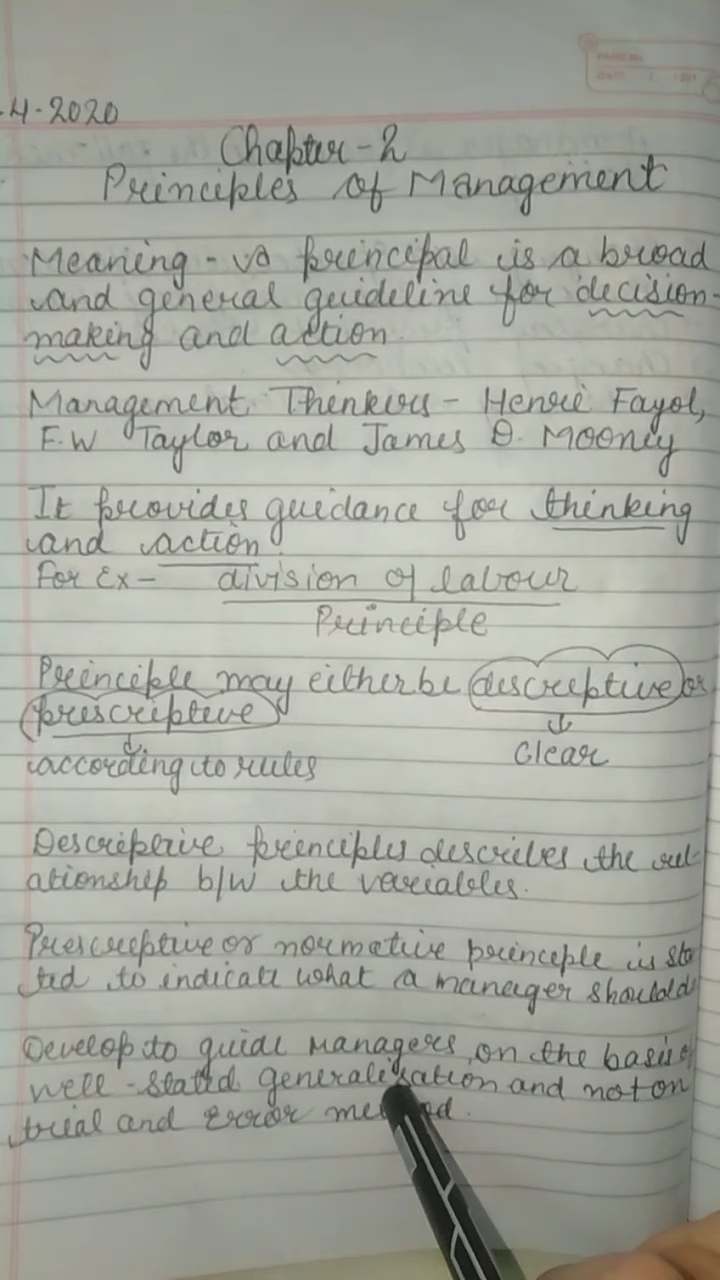 -4-2020
Chapter-2
Principles of Management
Meaning - A principal is a broad
and general guideline for decision-
making and action
Management Thinkers - Henri Fayol,
F.W Taylor and James D. Mooney
It provides guidance for thinking
and action.
For Ex- division of labour
Principle
Principle may either be descriptive or
prescriptive
Clear
according to rules
Descriptive principles describes the rel-
ationship b/w the variables.
Prescriptive or normative principle is sta
ted to indicate what a manager should d
Develop to guide managers on the basis of
well-stated generalisation and not on
trial and Error method.